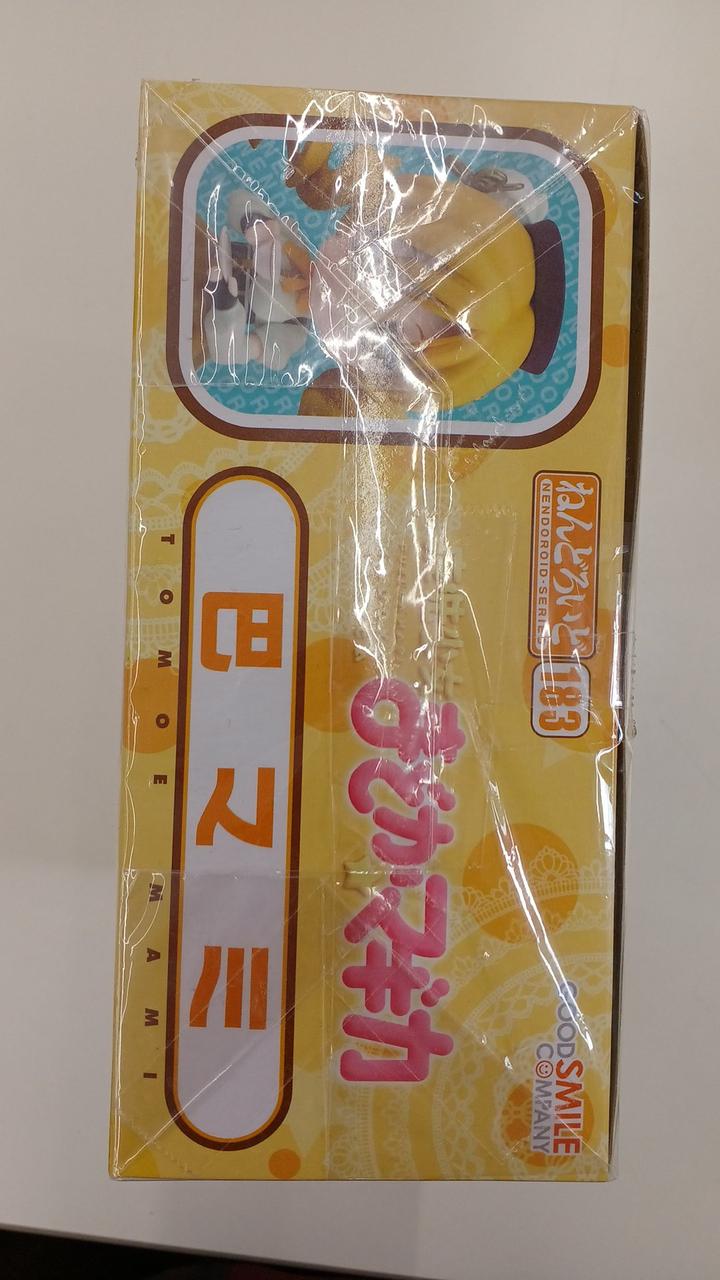 ねんどろいど
NENDOROID-SERIES
183
GOOD SMILE
COMPANY
まどかマギカ
巴マミ
TOMOE MAMI